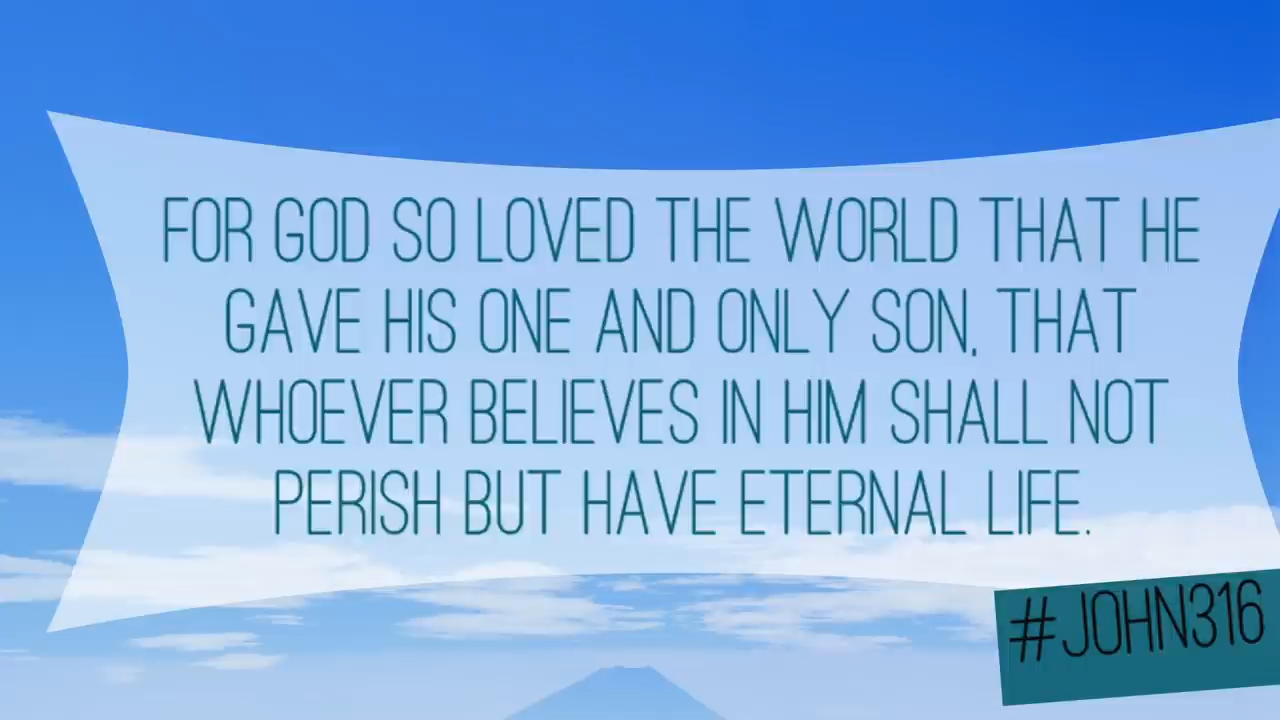 FOR GOD SO LOVED THE WORLD THAT HE
GAVE HIS ONE AND ONLY SON, THAT
WHOEVER BELIEVES IN HIM SHALL NOT
PERISH BUT HAVE ETERNAL LIFE.
#JOHN316